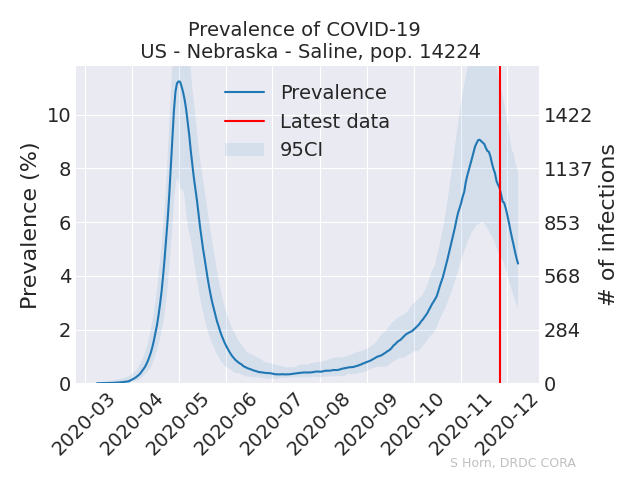 Prevalence of COVID-19
US - Nebraska - Saline, pop. 14224
Prevalence
Latest data
95CI
Prevalence (%)
10
8
6
4
2
0
# of infections
1422
1137
853
568
284
0
2020-03
2020-04
2020-05
2020-06
2020-07
2020-08
2020-09
2020-10
2020-11
2020-12
S Horn, DRDC CORA